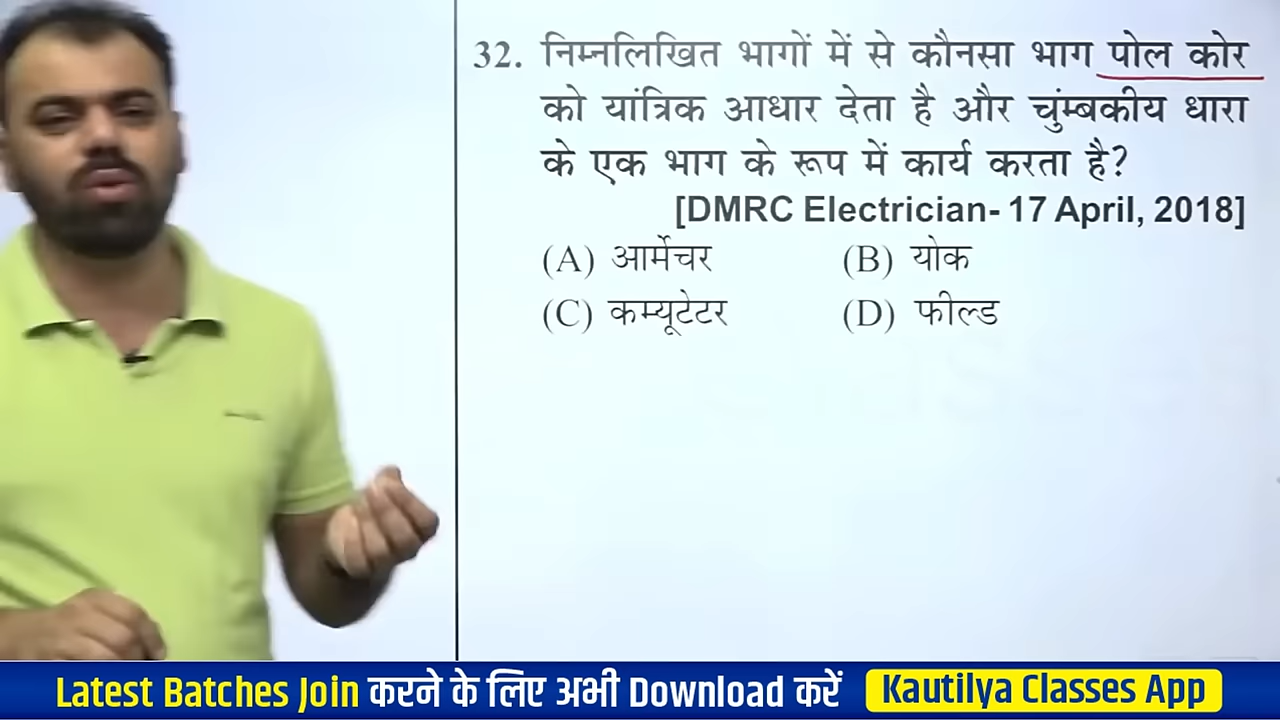 32. निम्नलिखित भागों में से कौनसा भाग पोल कोर
को यांत्रिक आधार देता है और चुंम्बकीय धारा
के एक भाग के रूप में कार्य करता है?
[DMRC Electrician- 17 April, 2018]
(A) आर्मेचर (B) योक
(C) कम्यूटेटर (D) फील्ड
Latest Batches Join करने के लिए अभी Download करें Kautilya Classes App